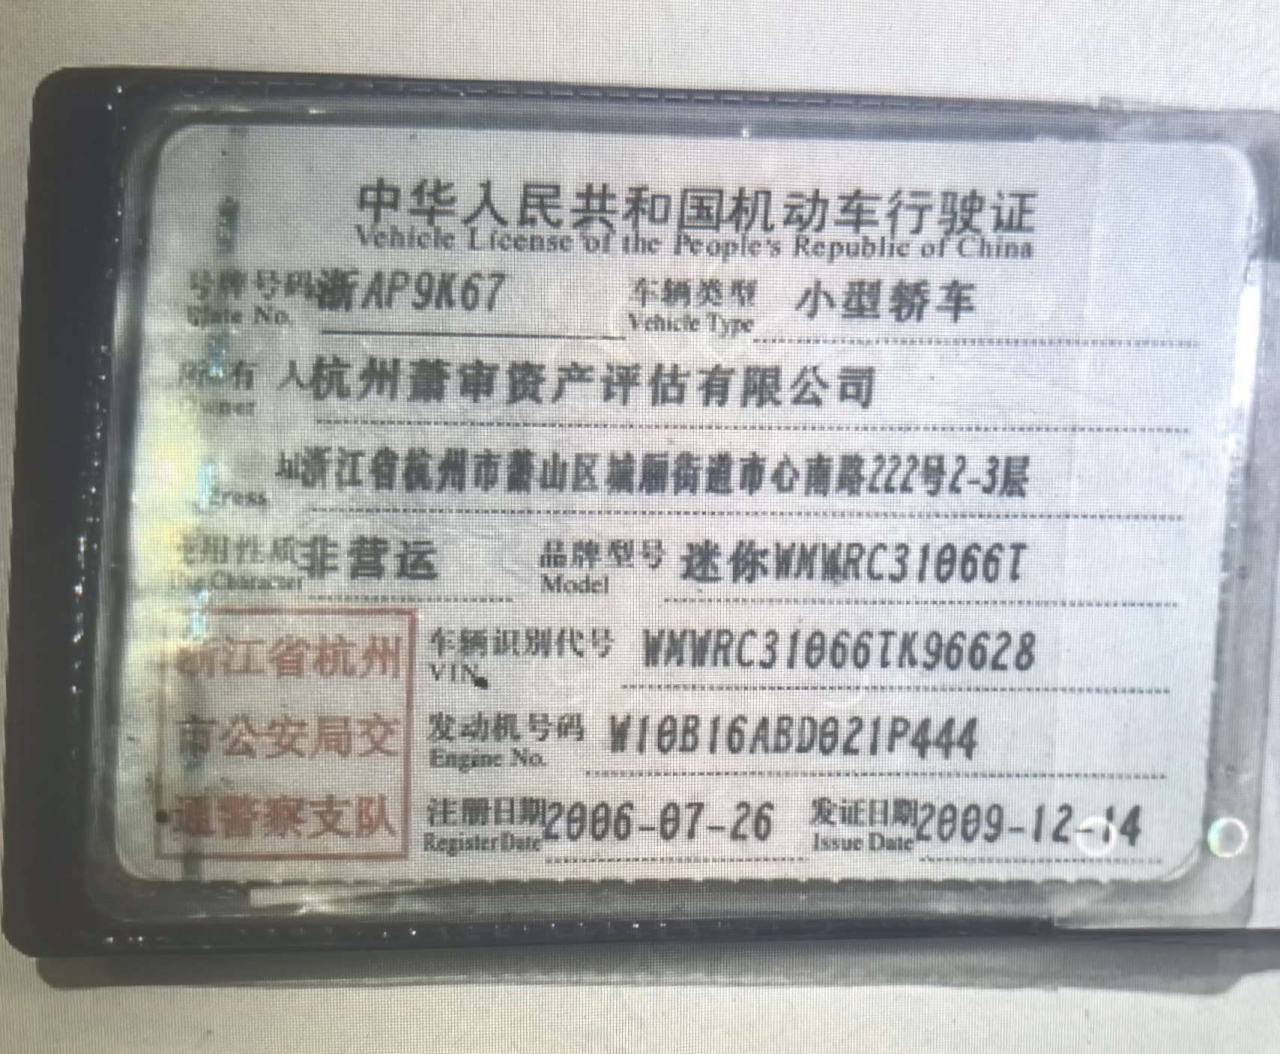 中华人民共和国机动车行驶证
Vehicle License of the People's Republic of China
号牌号码 浙AP9K67 车辆类型 小型轿车
Plate No. Vehicle Type
所有人 杭州萧审资产评估有限公司
Owner
址 浙江省杭州市萧山区城厢街道市心南路222号2-3层
ress
使用性质 非营运 品牌型号 迷你WMWRC31066T
Use Character Model
浙江省杭州
市公安局交
通警察支队
车辆识别代号 WMWRC31066TK96628
VIN
发动机号码 W10B16ABD021P444
Engine No.
注册日期 2006-07-26 发证日期 2009-12-14
Register Date Issue Date